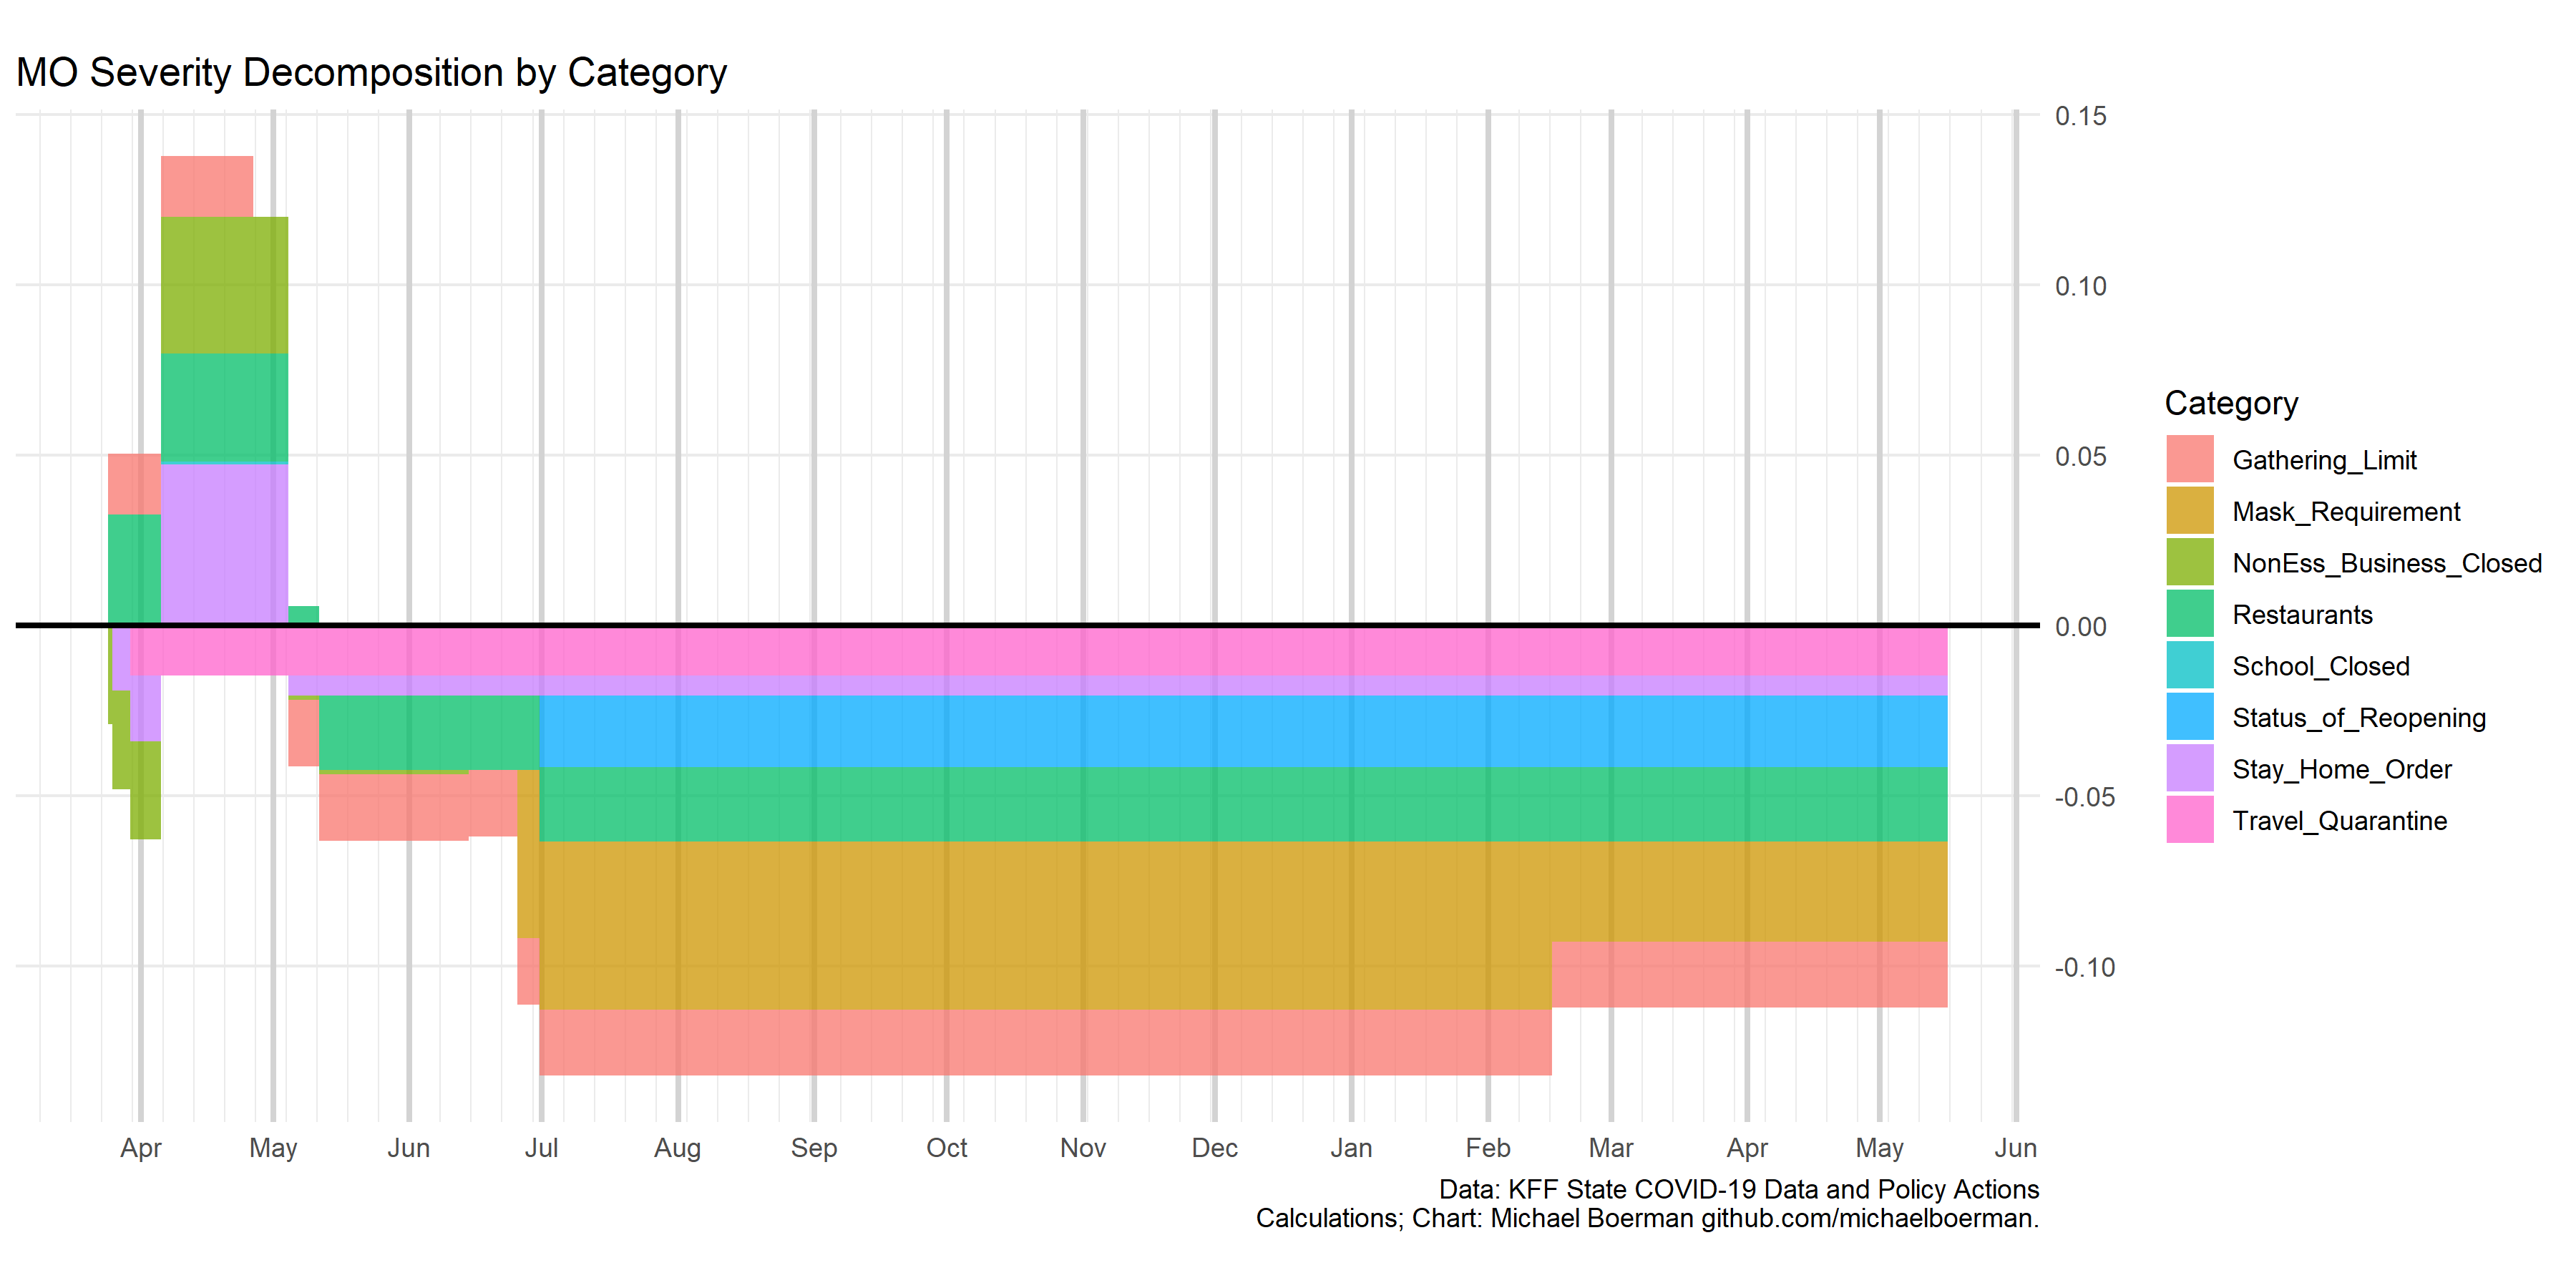 MO Severity Decomposition by Category
0.15
0.10
0.05
0.00
-0.05
-0.10
Apr May Jun Jul Aug Sep Oct Nov Dec Jan Feb Mar Apr May Jun
Category
Gathering_Limit
Mask_Requirement
NonEss_Business_Closed
Restaurants
School_Closed
Status_of_Reopening
Stay_Home_Order
Travel_Quarantine
Data: KFF State COVID-19 Data and Policy Actions
Calculations; Chart: Michael Boerman github.com/michaelboerman.